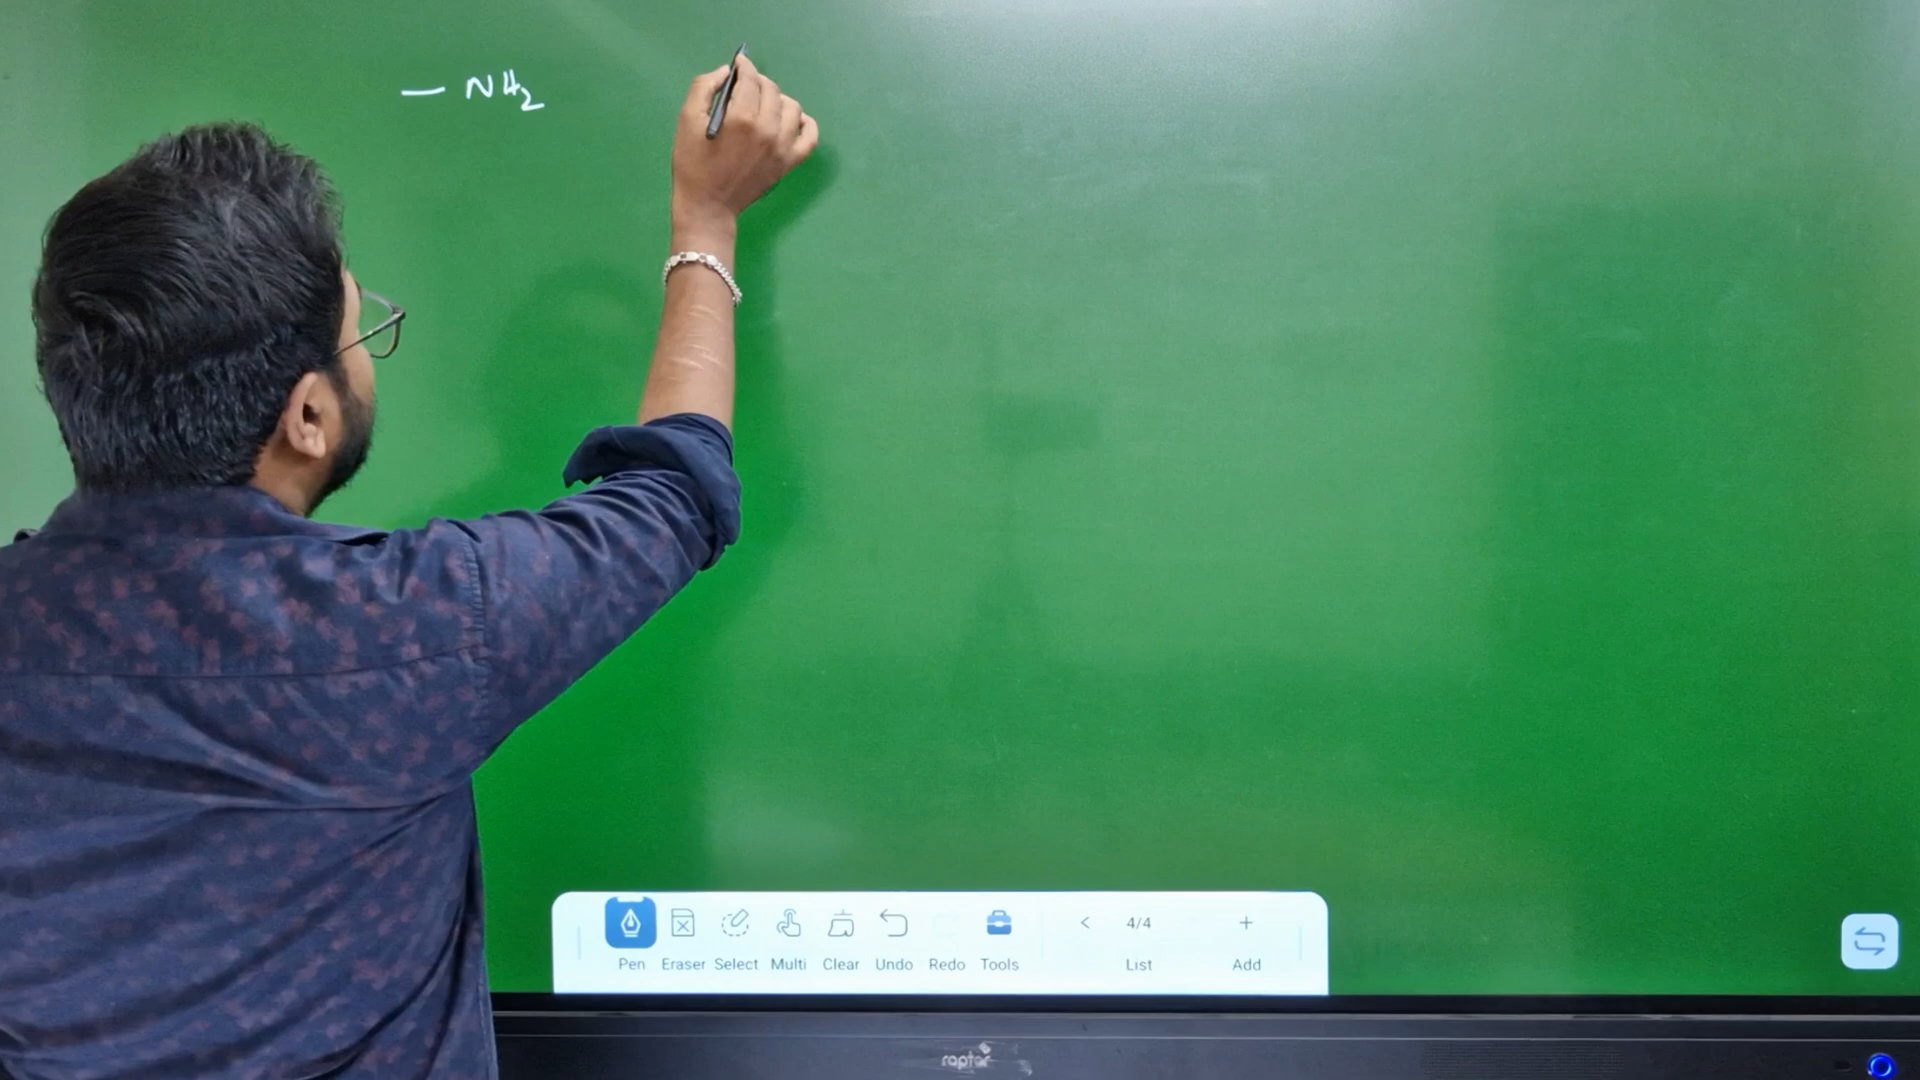 — NH₂
Pen Eraser Select Multi Clear Undo Redo Tools < 4/4 List + Add
raptor